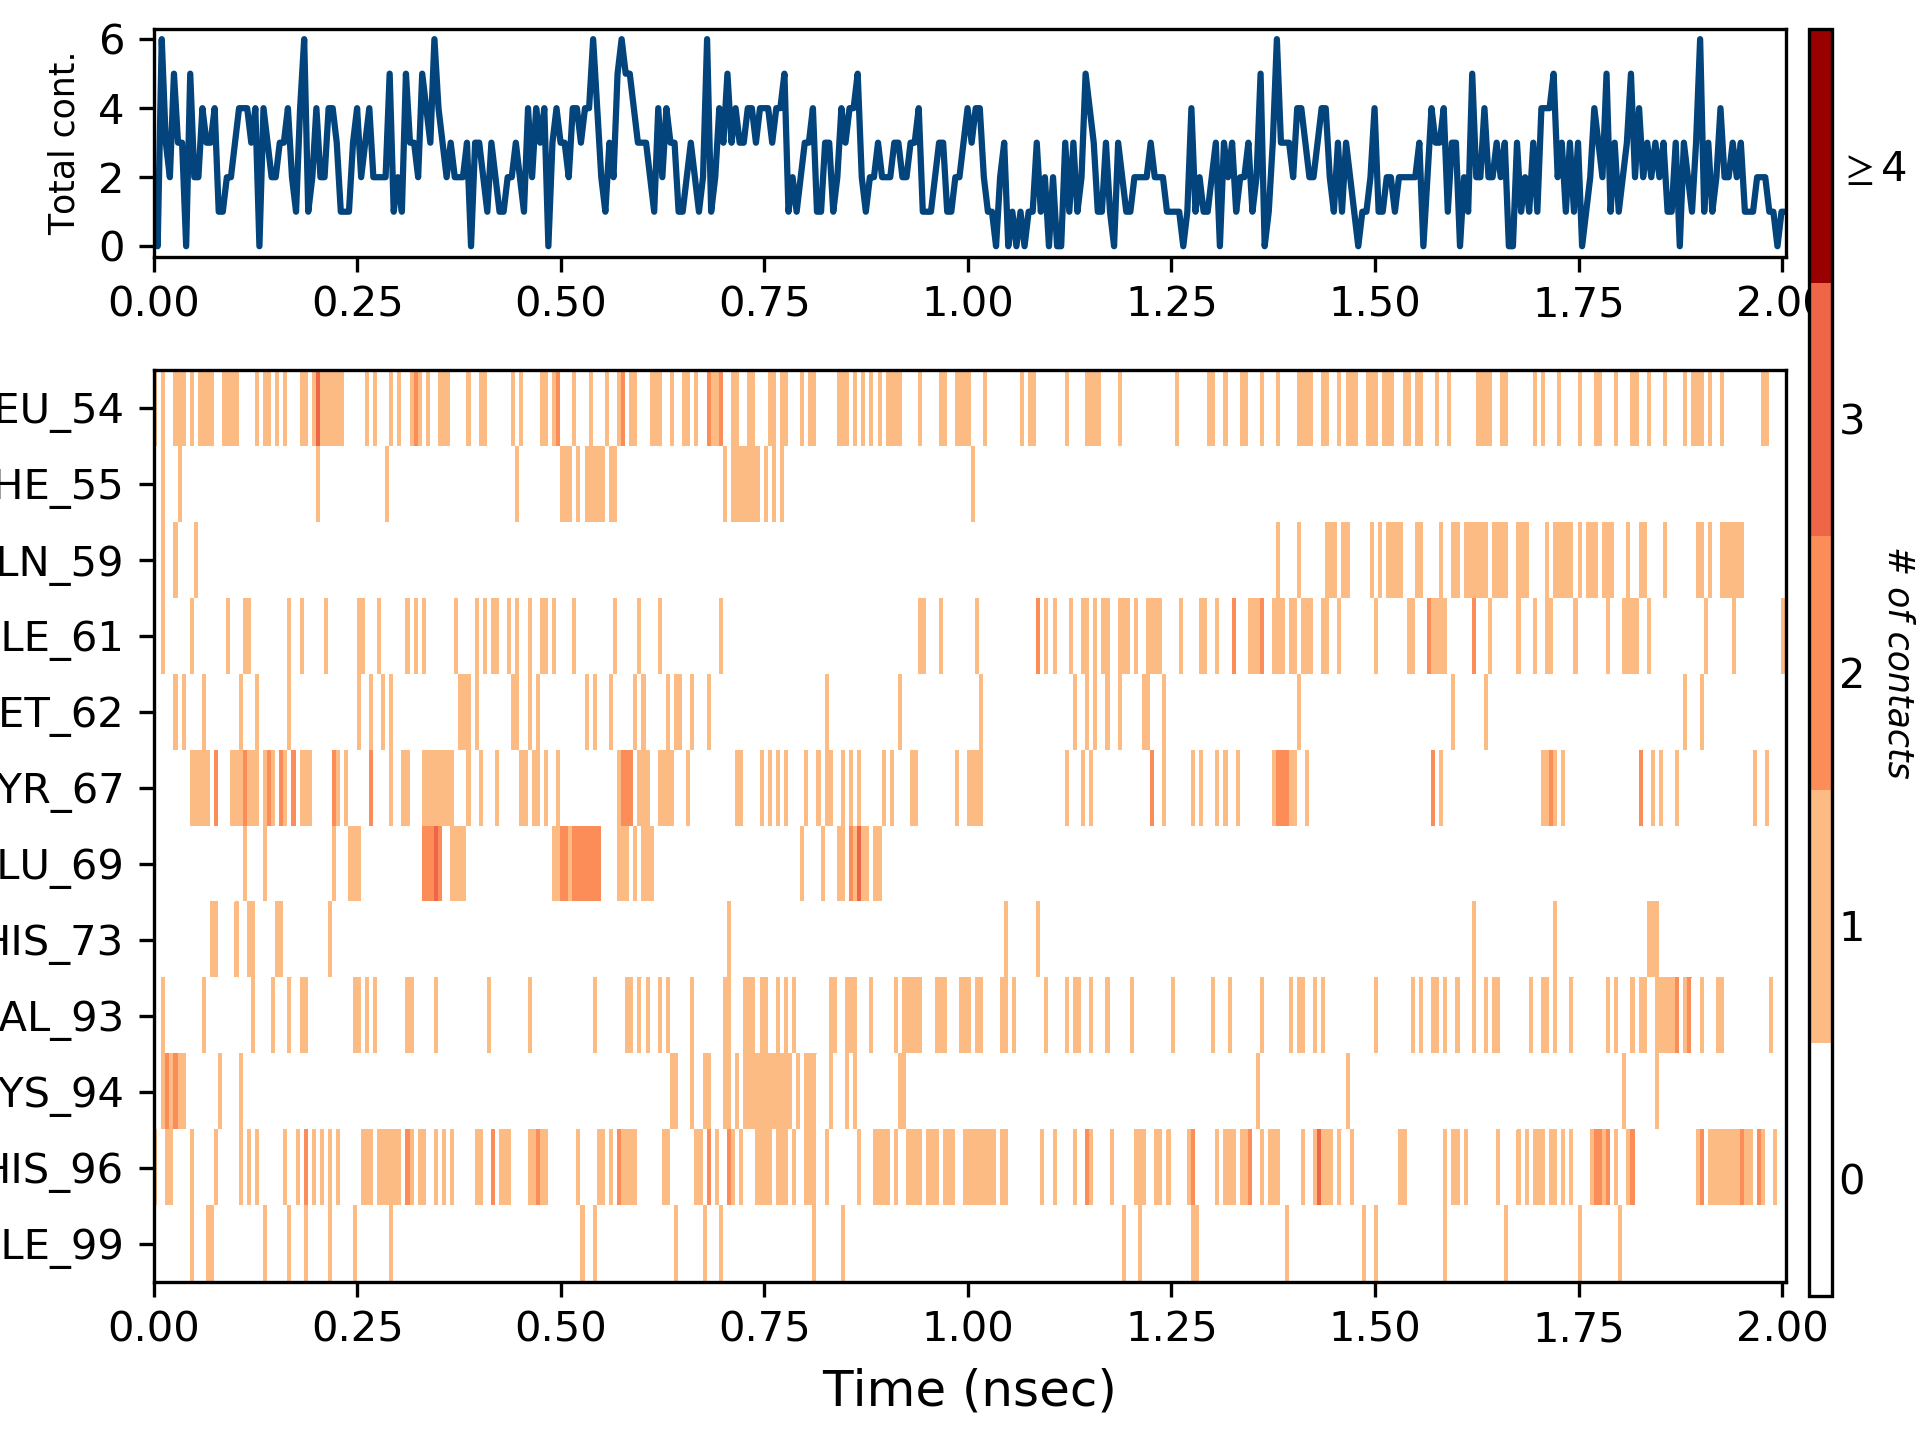 Total cont.
6
4
2
0
0.00 0.25 0.50 0.75 1.00 1.25 1.50 1.75 2.00
EU_54
HE_55
LN_59
LE_61
ET_62
YR_67
LU_69
HIS_73
AL_93
YS_94
HIS_96
LE_99
0.00 0.25 0.50 0.75 1.00 1.25 1.50 1.75 2.00
Time (nsec)
≥4
3
2
1
0
# of contacts